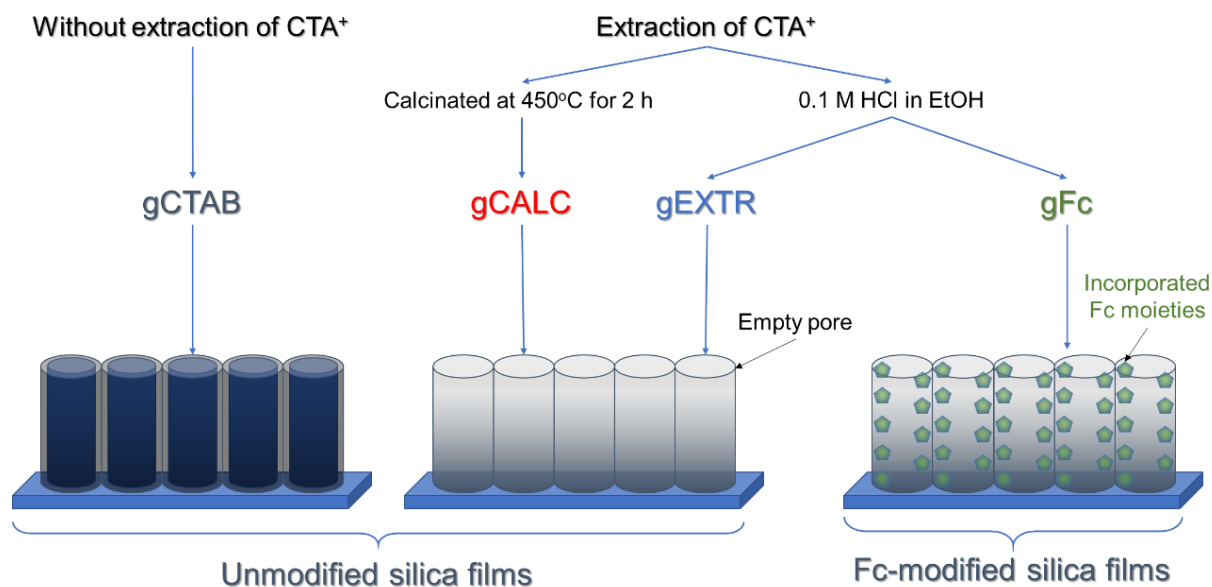 Without extraction of CTA⁺
Extraction of CTA⁺
Calcinated at 450°C for 2 h
0.1 M HCl in EtOH
gCTAB
gCALC
gEXTR
gFc
Incorporated
Fc moieties
Empty pore
Unmodified silica films
Fc-modified silica films